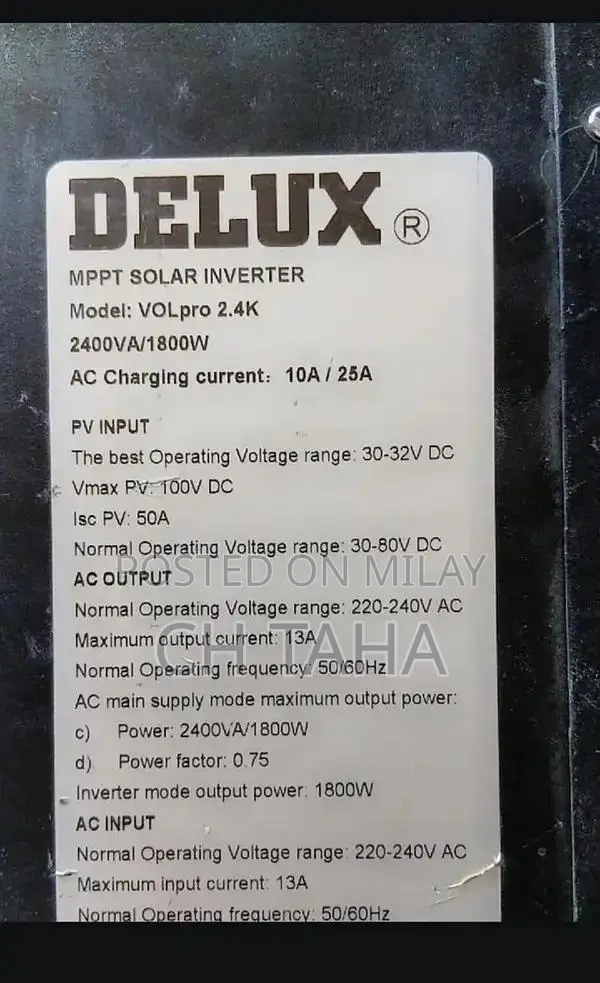 DELUX ®
MPPT SOLAR INVERTER
Model: VOLpro 2.4K
2400VA/1800W
AC Charging current: 10A / 25A
PV INPUT
The best Operating Voltage range: 30-32V DC
Vmax PV: 100V DC
Isc PV: 50A
Normal Operating Voltage range: 30-80V DC
POSTED ON MILAY
AC OUTPUT
Normal Operating Voltage range: 220-240V AC
Maximum output current: 13A
CH TAHA
Normal Operating frequency: 50/60Hz
AC main supply mode maximum output power:
c) Power: 2400VA/1800W
d) Power factor: 0.75
Inverter mode output power: 1800W
AC INPUT
Normal Operating Voltage range: 220-240V AC
Maximum input current: 13A
Normal Operating frequency: 50/60Hz